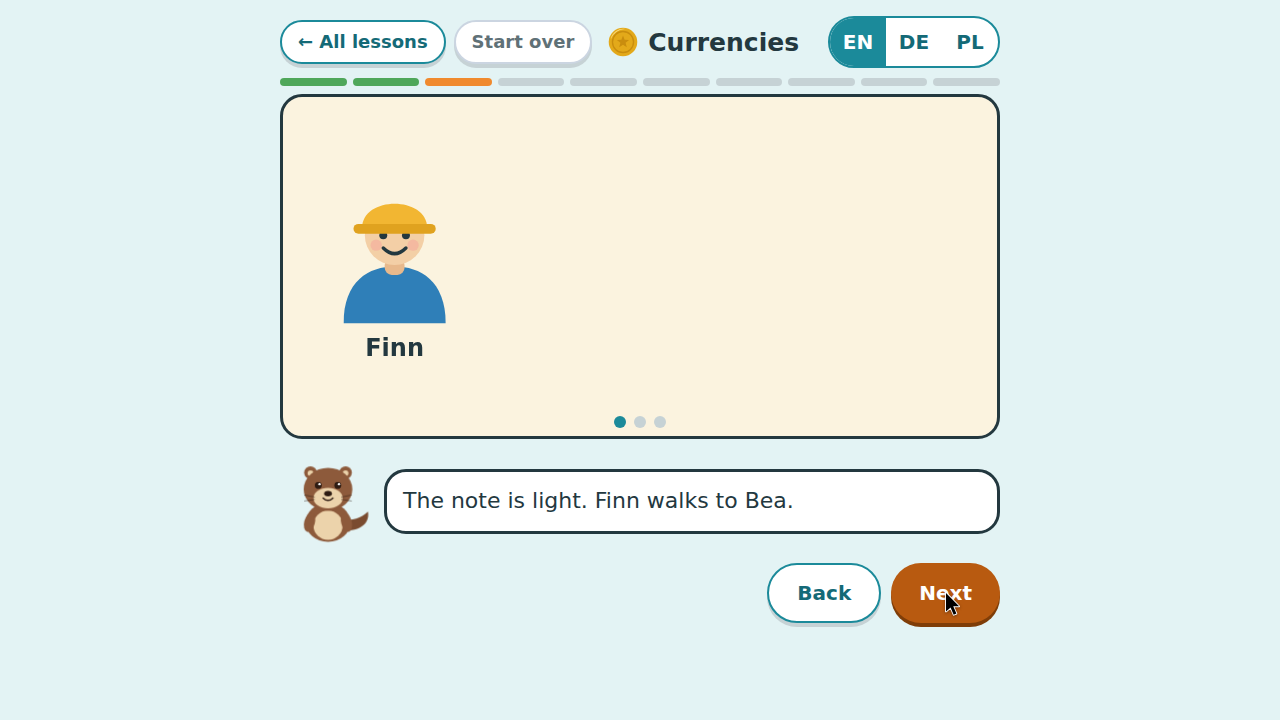 ← All lessons
Start over
Currencies
EN
DE
PL
Finn
The note is light. Finn walks to Bea.
Back
Next